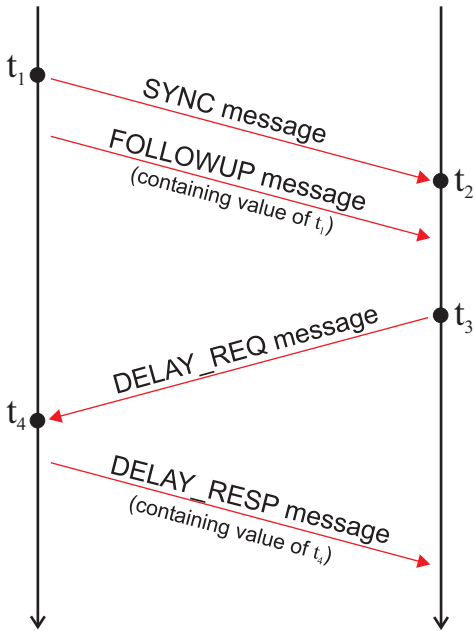 t₁
SYNC message
FOLLOWUP message
(containing value of t₁)
t₂
t₃
DELAY_REQ message
t₄
DELAY_RESP message
(containing value of t₄)